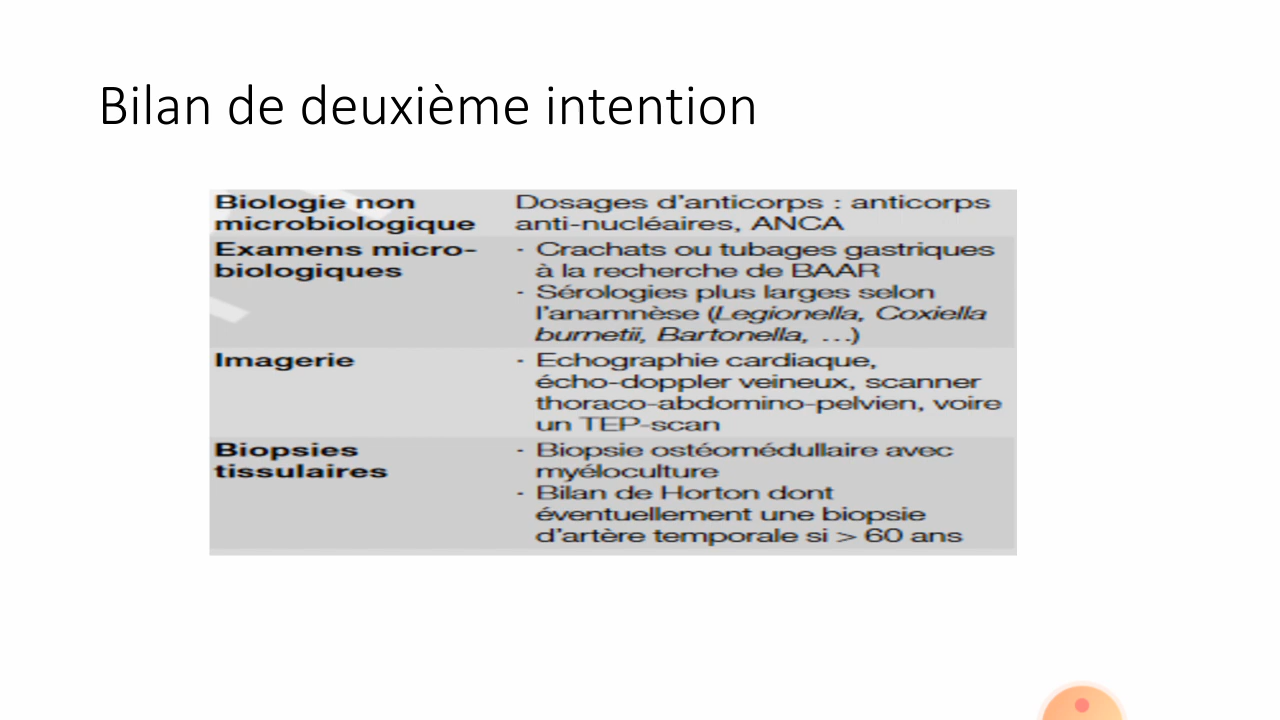 Bilan de deuxième intention
Biologie non
microbiologique
Dosages d'anticorps : anticorps
anti-nucléaires, ANCA
Examens micro-
biologiques
- Crachats ou tubages gastriques
à la recherche de BAAR
- Sérologies plus larges selon
l'anamnèse (Legionella, Coxiella
burnetii, Bartonella, ...)
Imagerie
- Echographie cardiaque,
écho-doppler veineux, scanner
thoraco-abdomino-pelvien, voire
un TEP-scan
Biopsies
tissulaires
- Biopsie ostéomédullaire avec
myéloculture
- Bilan de Horton dont
éventuellement une biopsie
d'artère temporale si > 60 ans